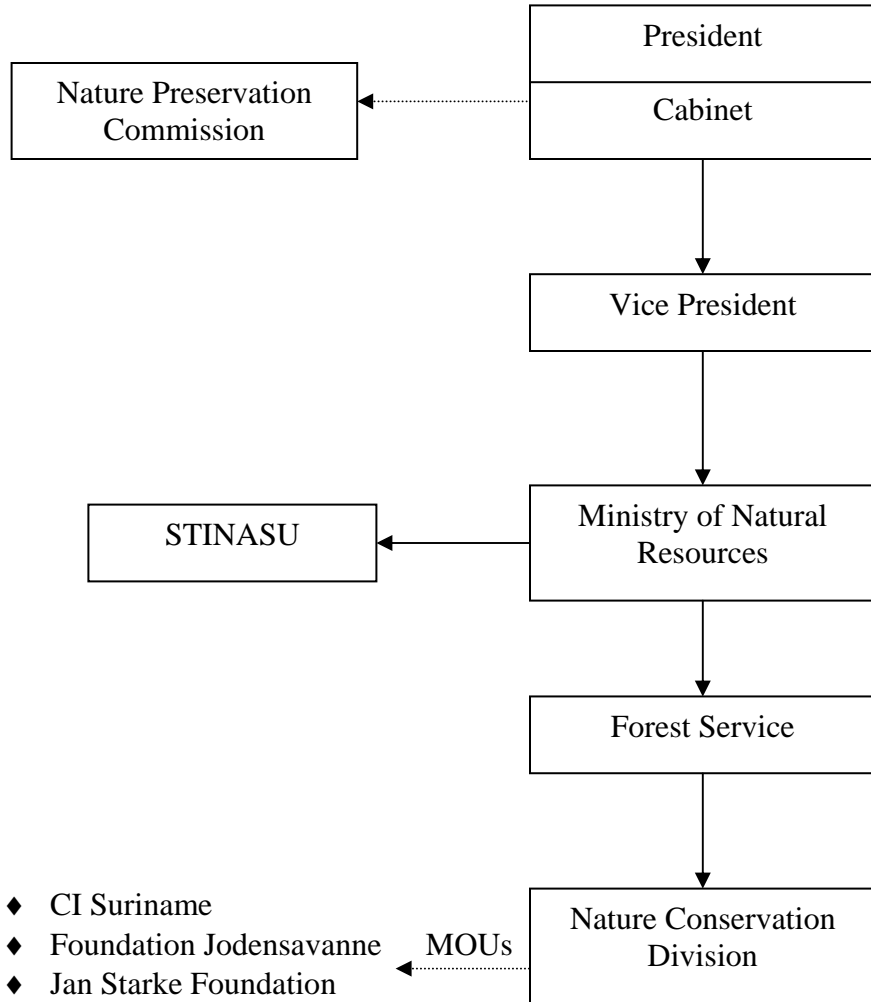 President
Nature Preservation
Commission
Cabinet
Vice President
STINASU
Ministry of Natural
Resources
Forest Service
♦ CI Suriname
♦ Foundation Jodensavanne
♦ Jan Starke Foundation
MOUs
Nature Conservation
Division